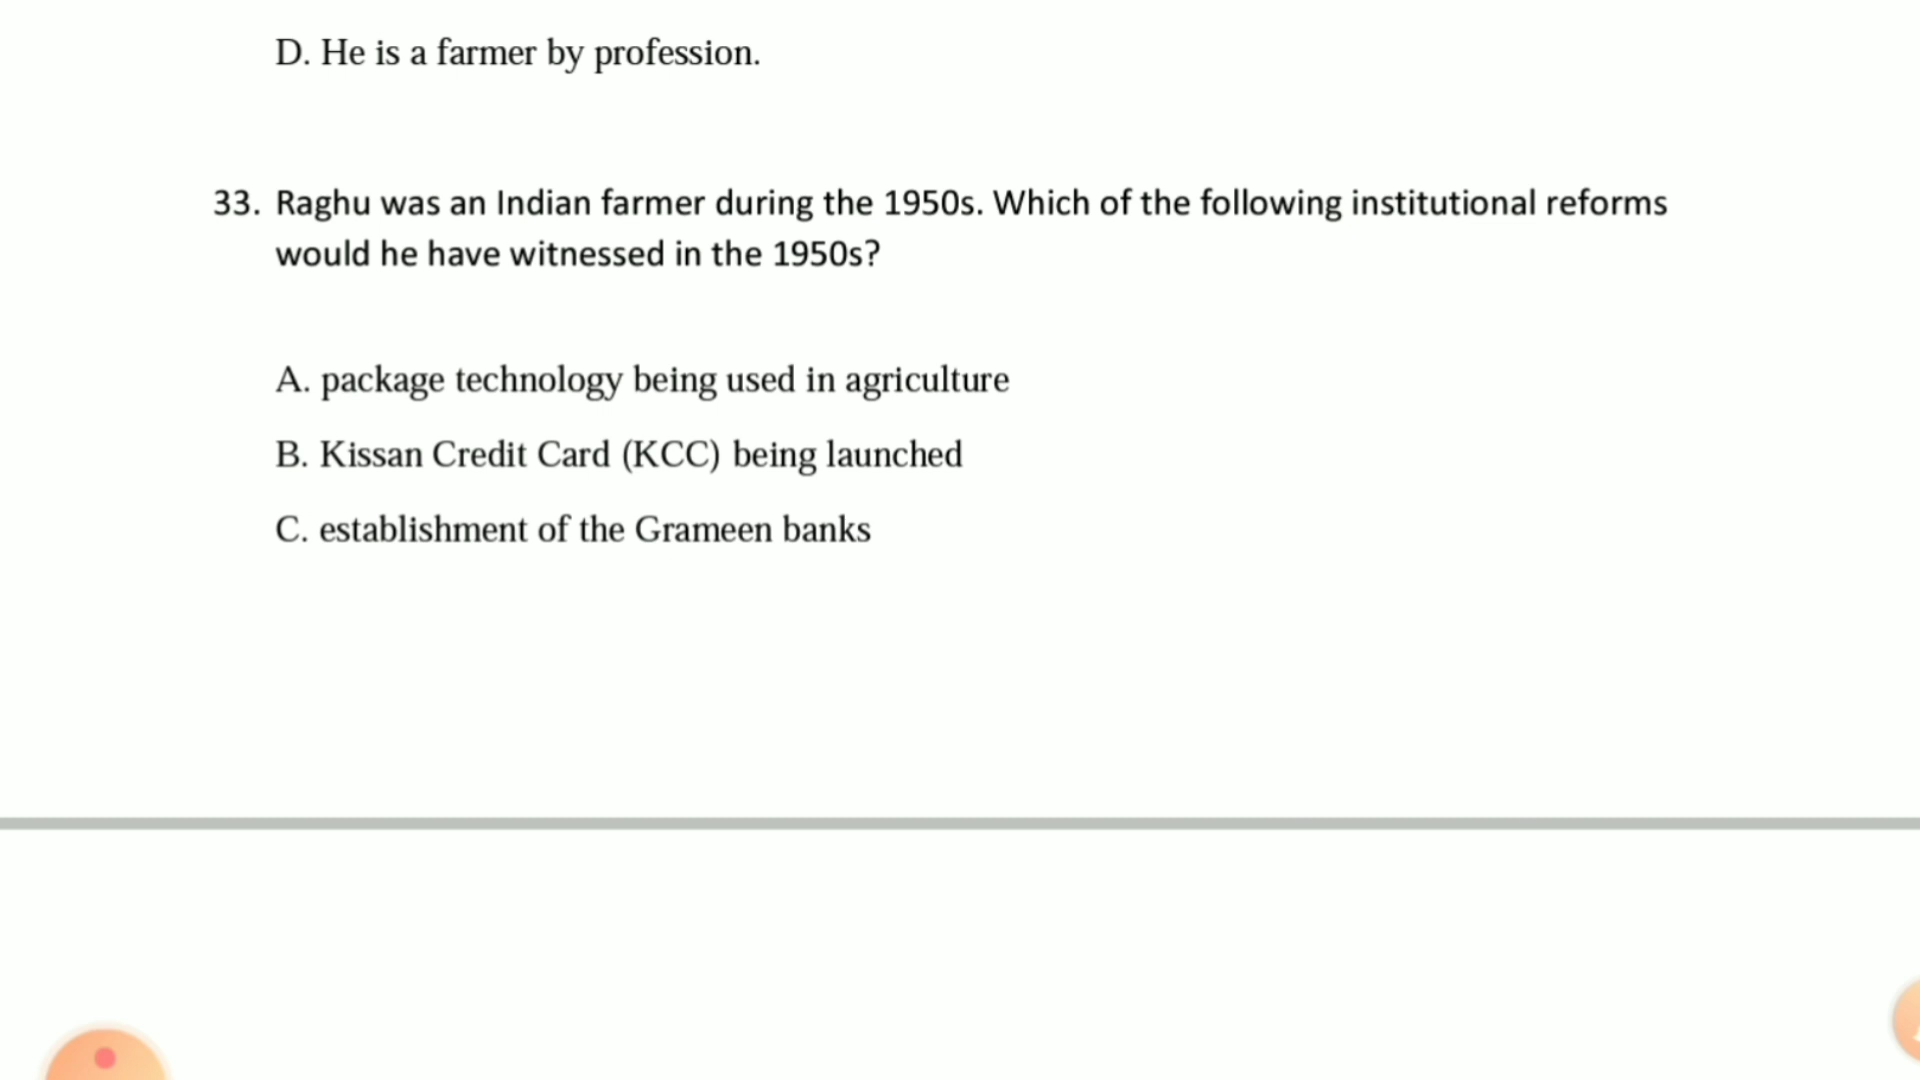 D. He is a farmer by profession.
33. Raghu was an Indian farmer during the 1950s. Which of the following institutional reforms
would he have witnessed in the 1950s?
A. package technology being used in agriculture
B. Kissan Credit Card (KCC) being launched
C. establishment of the Grameen banks